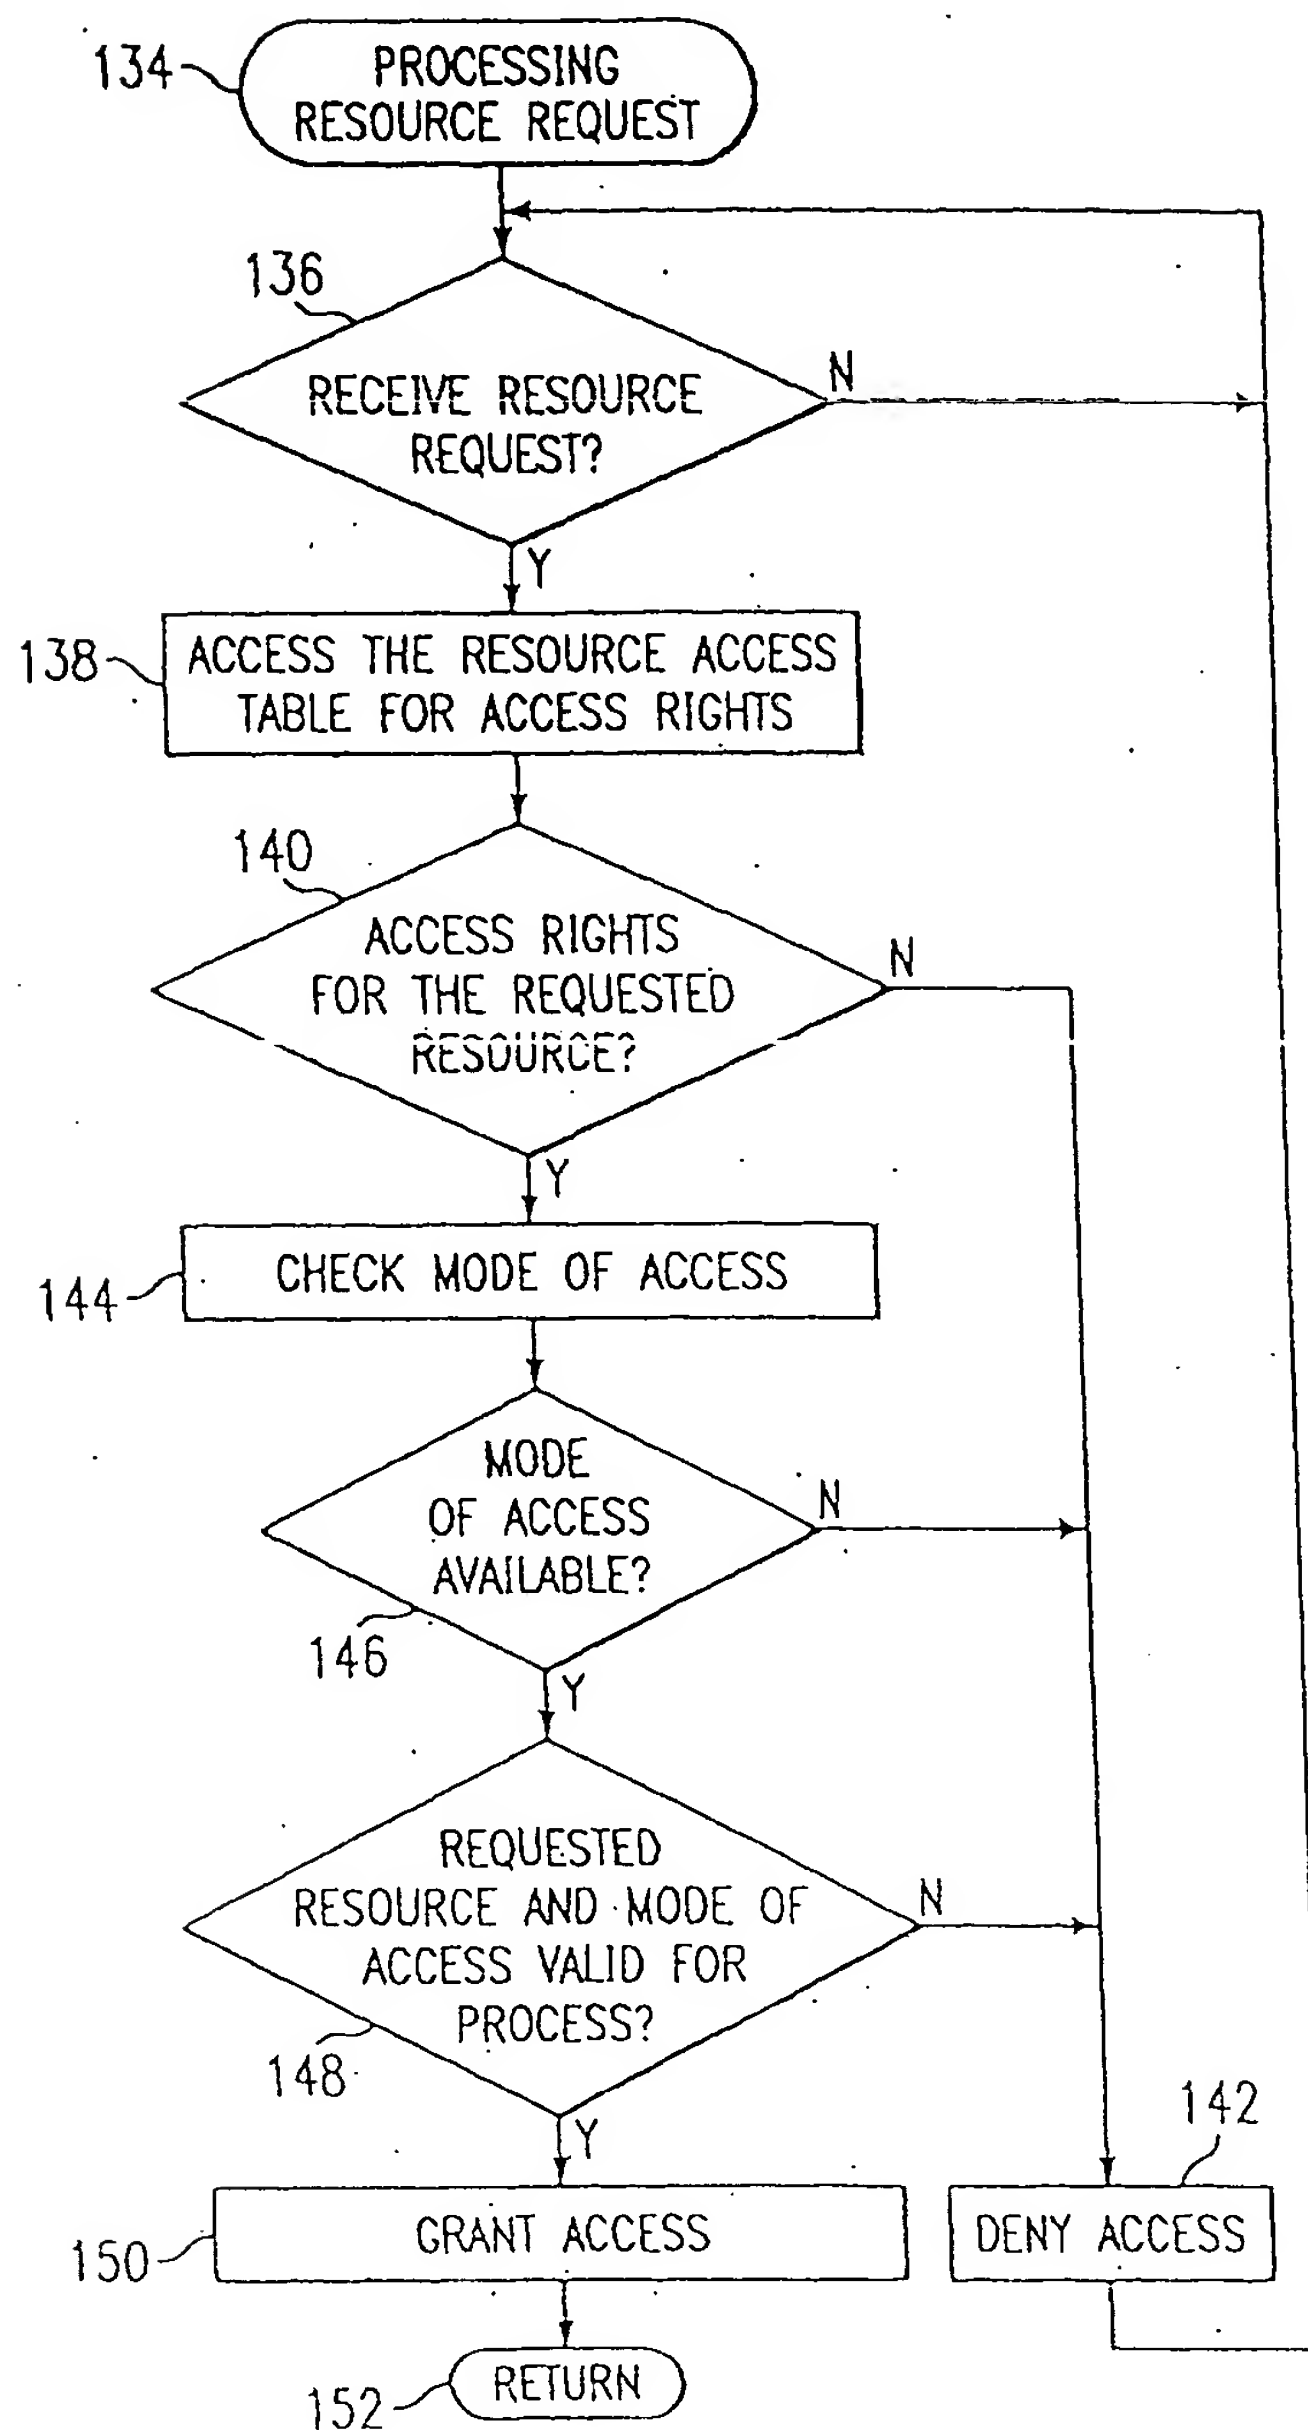 134
PROCESSING
RESOURCE REQUEST
136
RECEIVE RESOURCE
REQUEST?
N
Y
138
ACCESS THE RESOURCE ACCESS
TABLE FOR ACCESS RIGHTS
140
ACCESS RIGHTS
FOR THE REQUESTED
RESOURCE?
N
Y
144
CHECK MODE OF ACCESS
MODE
OF ACCESS
AVAILABLE?
N
146
Y
REQUESTED
RESOURCE AND MODE OF
ACCESS VALID FOR
PROCESS?
N
148
Y
142
150
GRANT ACCESS
DENY ACCESS
152
RETURN